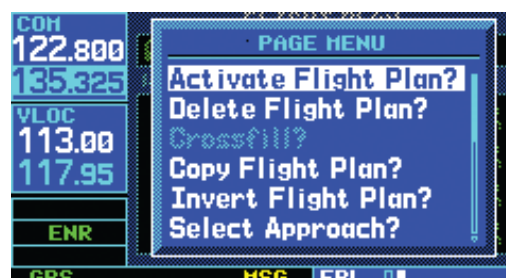 COM
122.800
135.325
VLOC
113.00
117.95
ENR
PAGE MENU
Activate Flight Plan?
Delete Flight Plan?
Crossfill?
Copy Flight Plan?
Invert Flight Plan?
Select Approach?
GPS
MSG
FPL